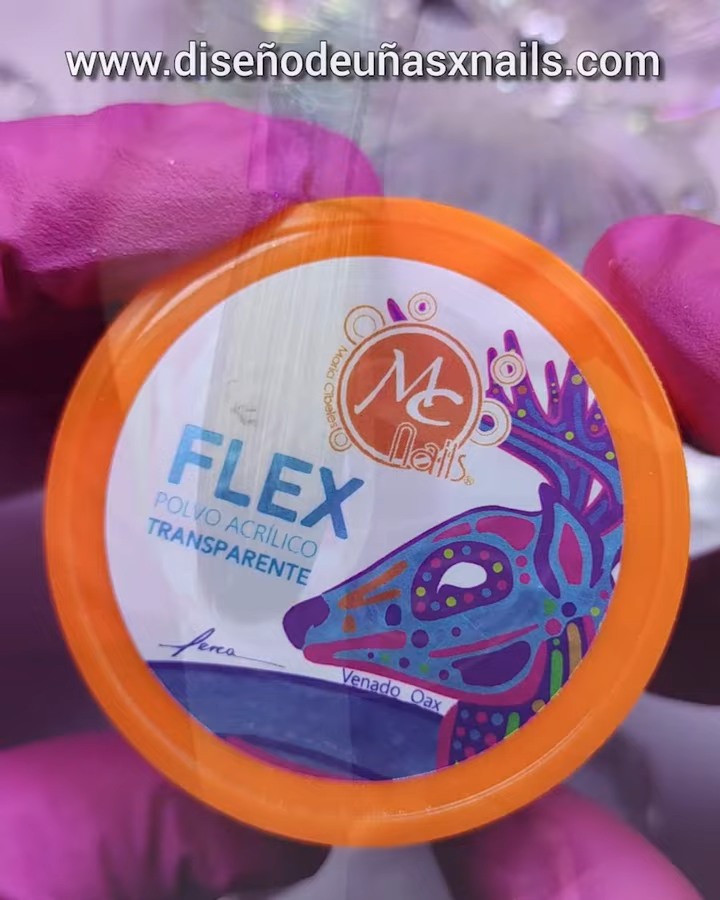 www.diseñodeuñasxnails.com
MC
Nails®
FLEX
POLVO ACRÍLICO
TRANSPARENTE
Venado Oax